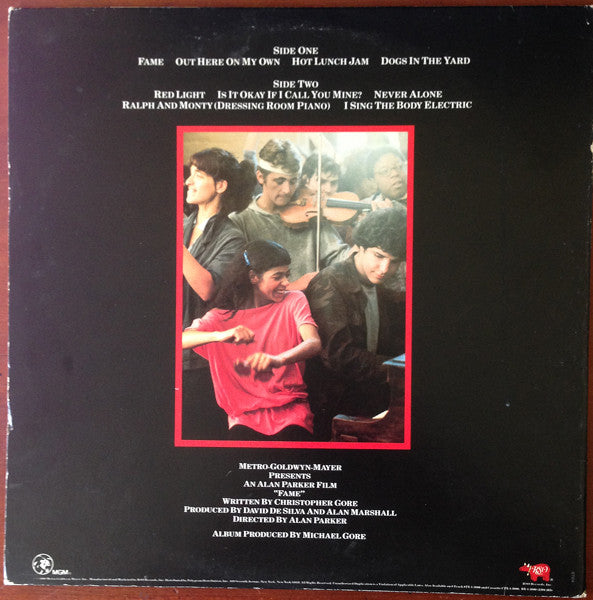 SIDE ONE
FAME OUT HERE ON MY OWN HOT LUNCH JAM DOGS IN THE YARD
SIDE TWO
RED LIGHT IS IT OKAY IF I CALL YOU MINE? NEVER ALONE
RALPH AND MONTY (DRESSING ROOM PIANO) I SING THE BODY ELECTRIC
METRO-GOLDWYN-MAYER
PRESENTS
AN ALAN PARKER FILM
"FAME"
WRITTEN BY CHRISTOPHER GORE
PRODUCED BY DAVID DE SILVA AND ALAN MARSHALL
DIRECTED BY ALAN PARKER
ALBUM PRODUCED BY MICHAEL GORE
MGM
RSO